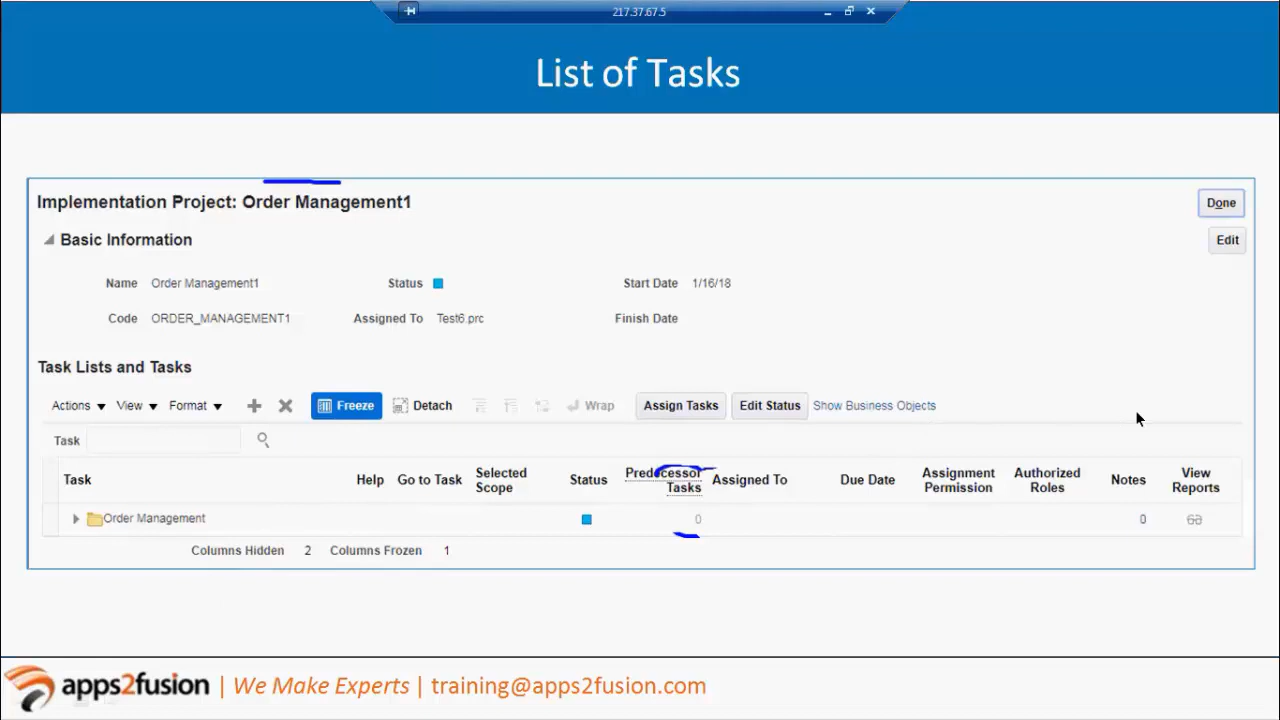 217.37.67.5
List of Tasks
Implementation Project: Order Management1
Done
Basic Information
Edit
Name Order Management1 Status Start Date 1/16/18
Code ORDER_MANAGEMENT1 Assigned To Test6.prc Finish Date
Task Lists and Tasks
Actions View Format Freeze Detach Wrap Assign Tasks Edit Status Show Business Objects
Task
Task Help Go to Task Selected Scope Status Predecessor Tasks Assigned To Due Date Assignment Permission Authorized Roles Notes View Reports
Order Management 0 0
Columns Hidden 2 Columns Frozen 1
apps2fusion | We Make Experts | training@apps2fusion.com